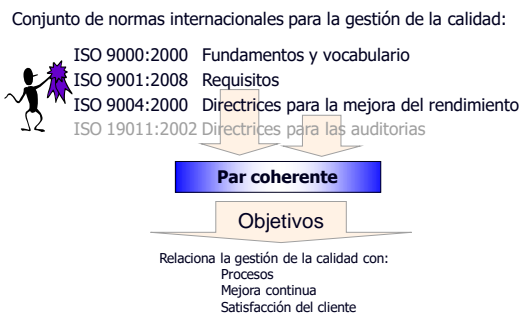 Conjunto de normas internacionales para la gestión de la calidad:
ISO 9000:2000 Fundamentos y vocabulario
ISO 9001:2008 Requisitos
ISO 9004:2000 Directrices para la mejora del rendimiento
ISO 19011:2002 Directrices para las auditorias
Par coherente
Objetivos
Relaciona la gestión de la calidad con:
Procesos
Mejora continua
Satisfacción del cliente